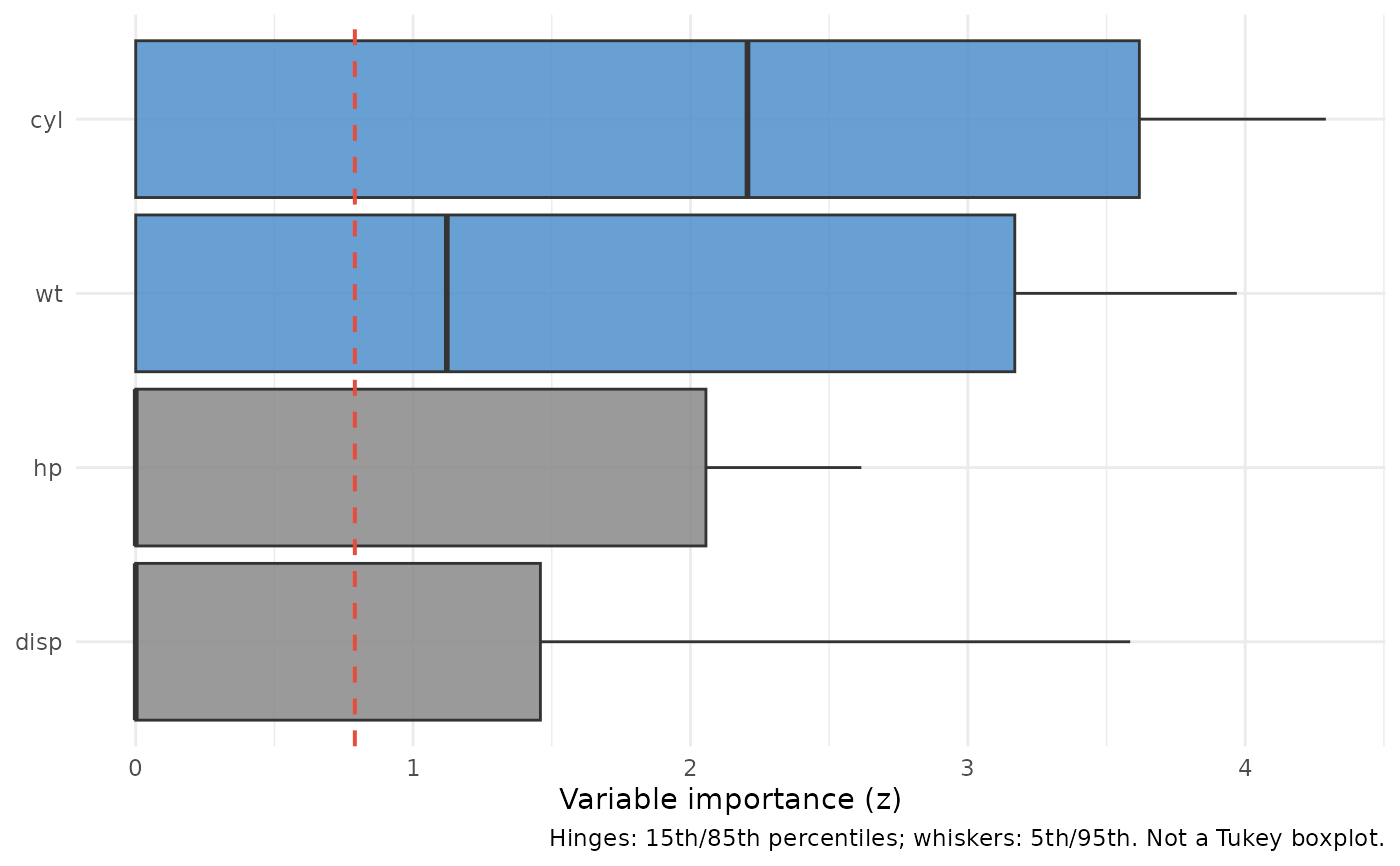 cyl
wt
hp
disp
0 1 2 3 4
Variable importance (z)
Hinges: 15th/85th percentiles; whiskers: 5th/95th. Not a Tukey boxplot.